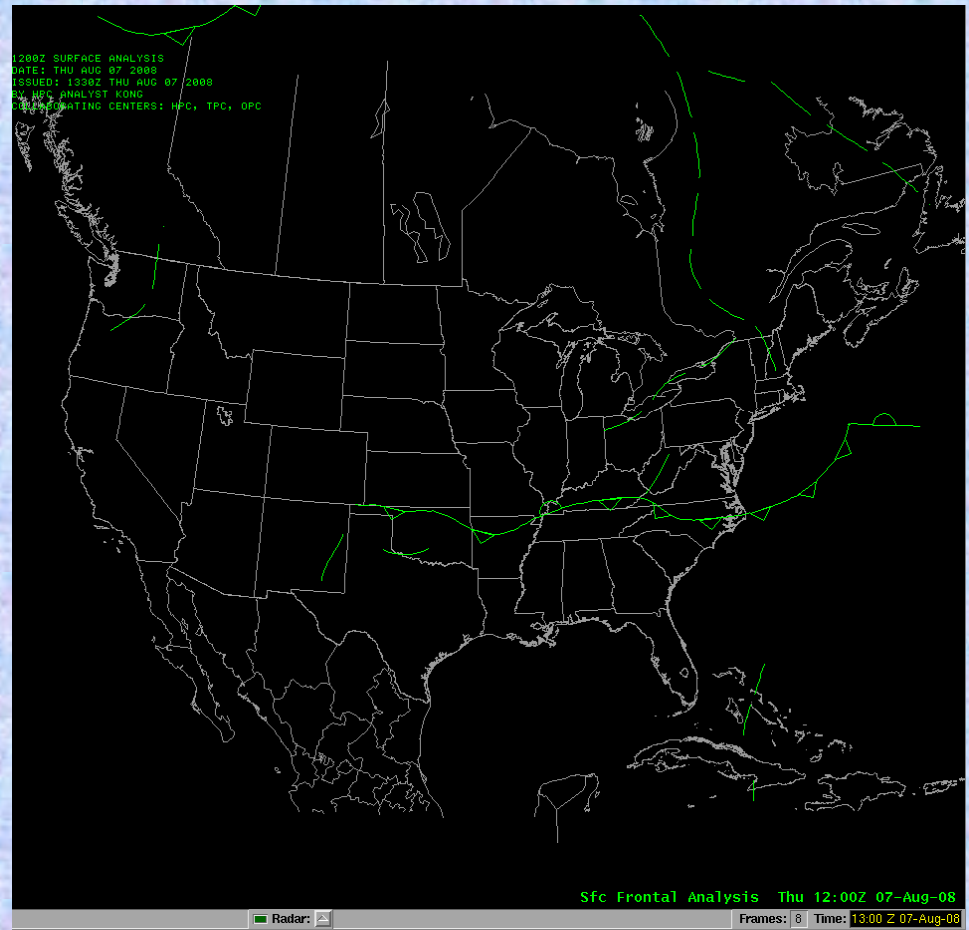 1200Z SURFACE ANALYSIS
DATE: THU AUG 07 2008
ISSUED: 1330Z THU AUG 07 2008
BY HPC ANALYST KONG
COLLABORATING CENTERS: HPC, TPC, OPC
Sfc Frontal Analysis Thu 12:00Z 07-Aug-08
Radar: Frames: 8 Time: 13:00 Z 07-Aug-08